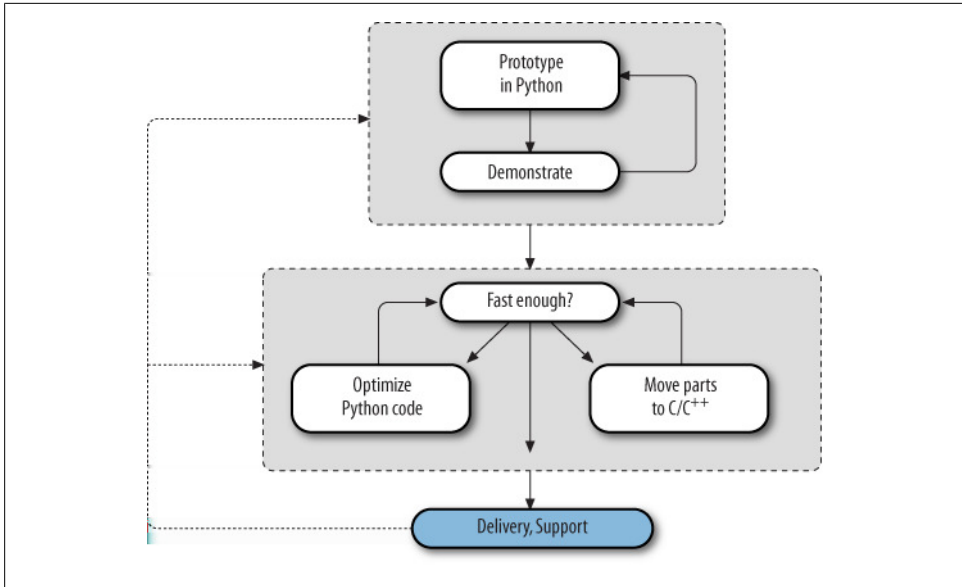 Prototype
in Python
Demonstrate
Fast enough?
Optimize
Python code
Move parts
to C/C++
Delivery, Support